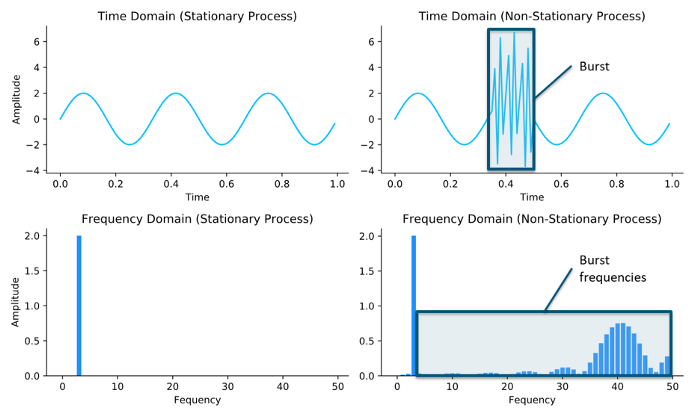 Time Domain (Stationary Process)
Time Domain (Non-Stationary Process)
6
4
2
0
−2
−4
Amplitude
0.0 0.2 0.4 0.6 0.8 1.0
Time
6
4
2
0
−2
−4
Burst
0.0 0.2 0.4 0.6 0.8 1.0
Time
Frequency Domain (Stationary Process)
Frequency Domain (Non-Stationary Process)
2.0
1.5
1.0
0.5
0.0
Amplitude
0 10 20 30 40 50
Fequency
2.0
1.5
1.0
0.5
0.0
Burst
frequencies
0 10 20 30 40 50
Fequency